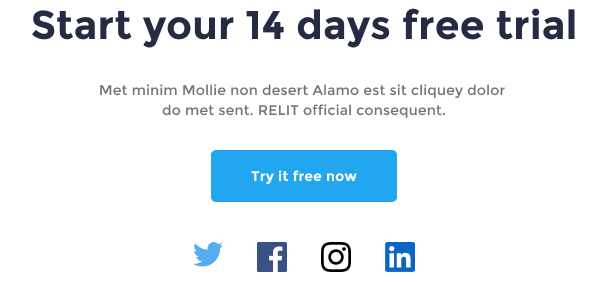 Start your 14 days free trial
Met minim Mollie non desert Alamo est sit cliquey dolor
do met sent. RELIT official consequent.
Try it free now